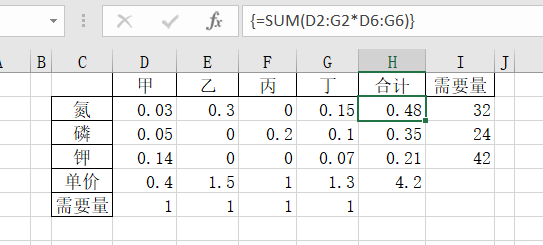 fx {=SUM(D2:G2*D6:G6)}
B C D E F G H I J
甲 乙 丙 丁 合计 需要量
氮 0.03 0.3 0 0.15 0.48 32
磷 0.05 0 0.2 0.1 0.35 24
钾 0.14 0 0 0.07 0.21 42
单价 0.4 1.5 1 1.3 4.2
需要量 1 1 1 1